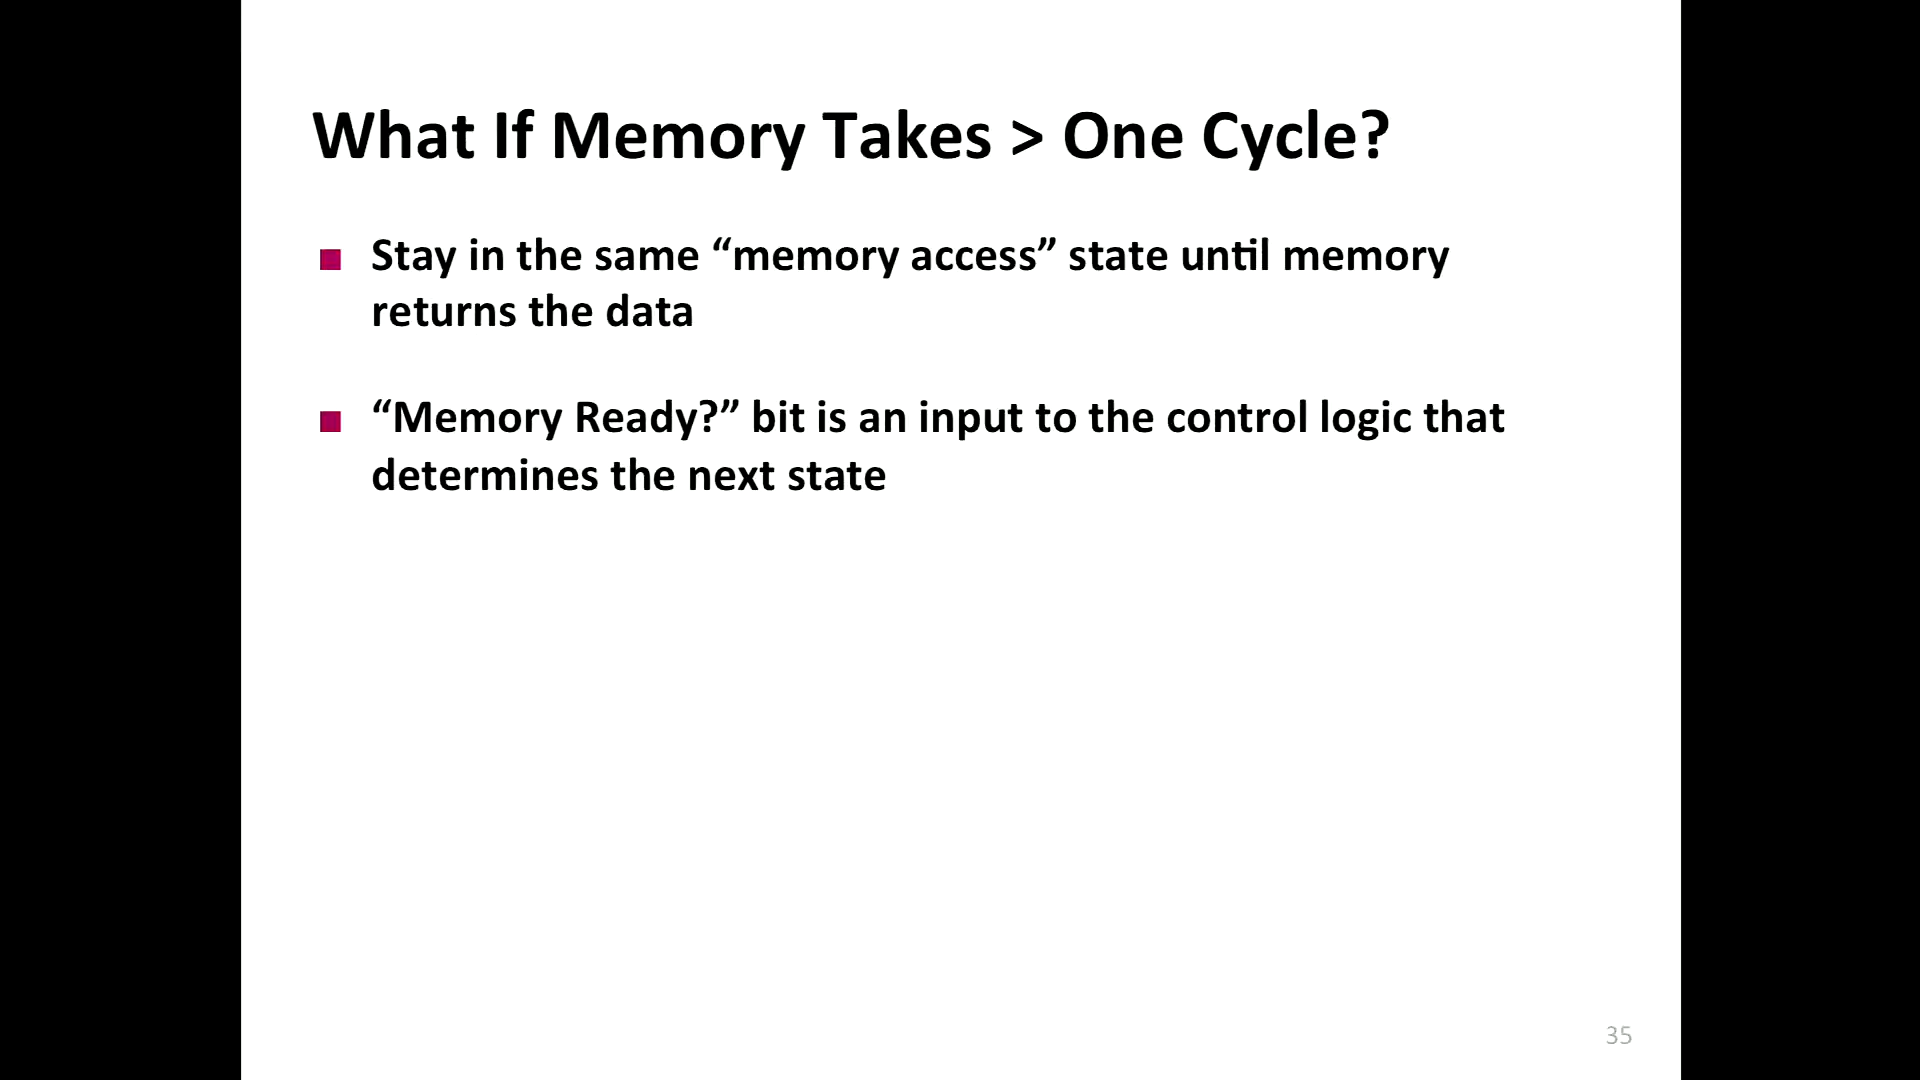 What If Memory Takes > One Cycle?
Stay in the same “memory access” state until memory
returns the data
“Memory Ready?” bit is an input to the control logic that
determines the next state
35